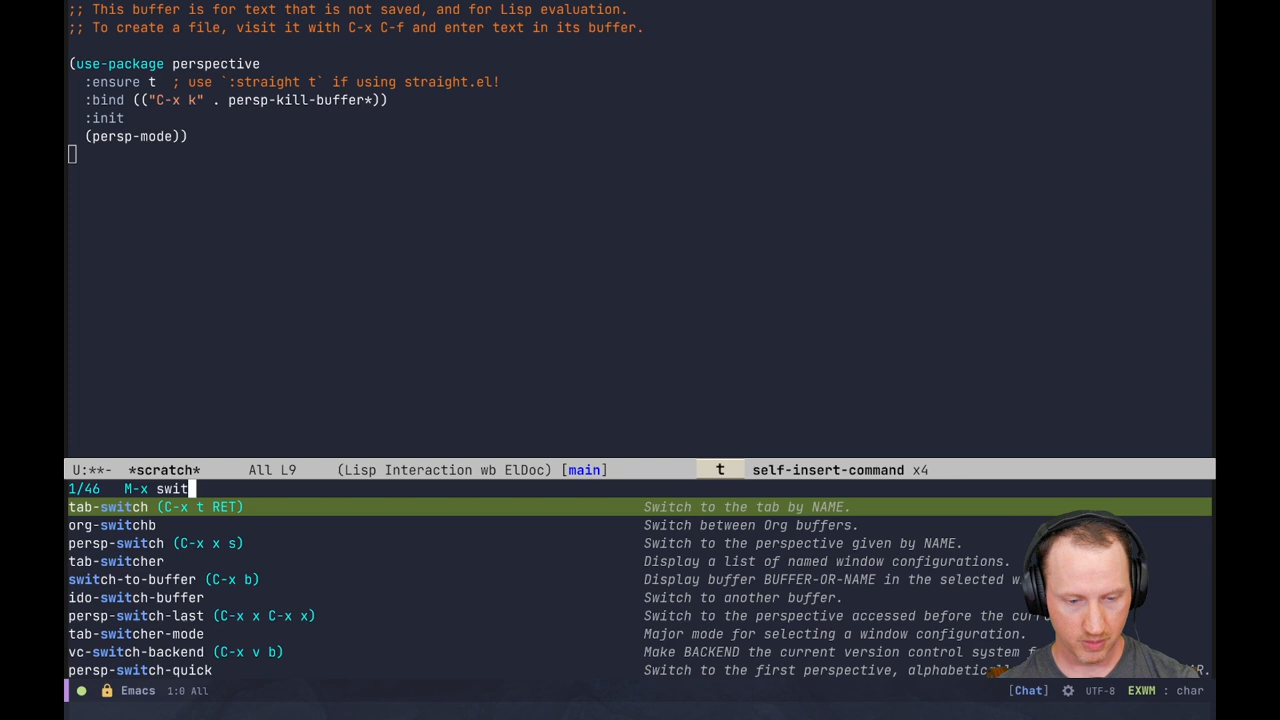 ;; This buffer is for text that is not saved, and for Lisp evaluation.
;; To create a file, visit it with C-x C-f and enter text in its buffer.
(use-package perspective
:ensure t ; use `:straight t` if using straight.el!
:bind (("C-x k" . persp-kill-buffer*))
:init
(persp-mode))
U:**- *scratch* All L9 (Lisp Interaction wb ElDoc) [main] t self-insert-command x4
1/46 M-x swit
tab-switch (C-x t RET) Switch to the tab by NAME.
org-switchb Switch between Org buffers.
persp-switch (C-x x s) Switch to the perspective given by NAME.
tab-switcher Display a list of named window configurations.
switch-to-buffer (C-x b) Display buffer BUFFER-OR-NAME in the selected
ido-switch-buffer Switch to another buffer.
persp-switch-last (C-x x C-x x) Switch to the perspective accessed before the
tab-switcher-mode Major mode for selecting a window configuration.
vc-switch-backend (C-x v b) Make BACKEND the current version control system
persp-switch-quick Switch to the first perspective,
Emacs 1:0 All [Chat] UTF-8 EXWM : char